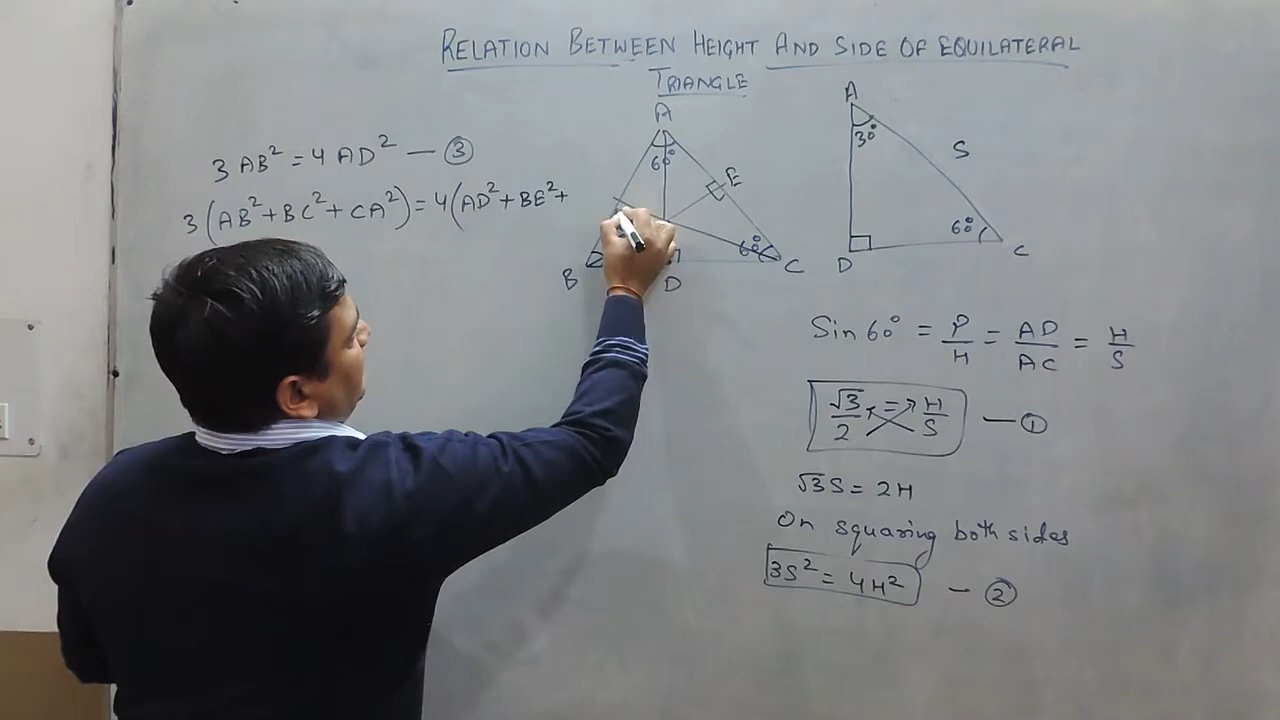 RELATION BETWEEN HEIGHT AND SIDE OF EQUILATERAL
TRIANGLE
3 AB² = 4 AD² — ③
3(AB² + BC² + CA²) = 4(AD² + BE² +
A
60°
E
60°
B
D
C
A
30°
S
60°
D
C
Sin 60° = P/H = AD/AC = H/S
√3/2 = H/S — ①
√3 S = 2H
On squaring both sides
3S² = 4H² — ②